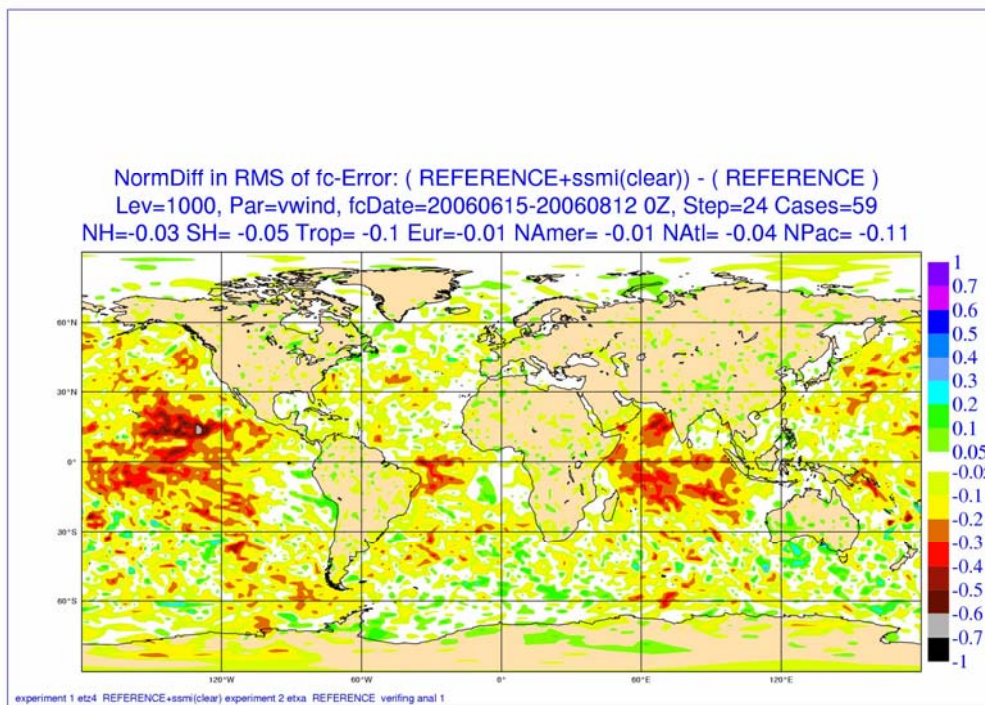 NormDiff in RMS of fc-Error: ( REFERENCE+ssmi(clear)) - ( REFERENCE )
Lev=1000, Par=vwind, fcDate=20060615-20060812 0Z, Step=24 Cases=59
NH=-0.03 SH= -0.05 Trop= -0.1 Eur=-0.01 NAmer= -0.01 NAtl= -0.04 NPac= -0.11
1
0.7
0.6
0.5
0.4
0.3
0.2
0.1
0.05
-0.05
-0.1
-0.2
-0.3
-0.4
-0.5
-0.6
-0.7
-1
60°N
30°N
0°
30°S
60°S
120°W
60°W
0°
60°E
120°E
experiment 1 etz4 REFERENCE+ssmi(clear) experiment 2 etxa REFERENCE verifing anal 1